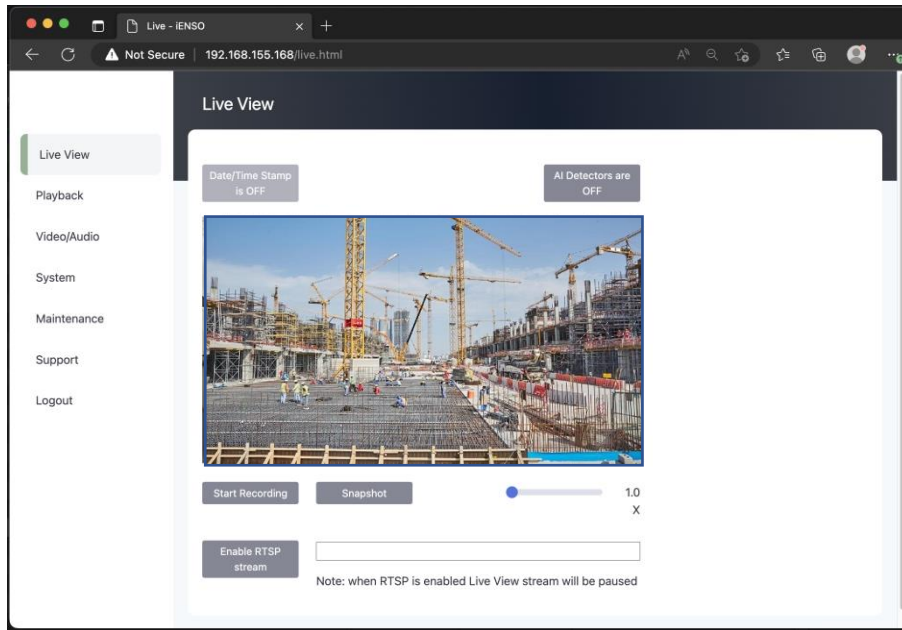 Live - iENSO
Not Secure | 192.168.155.168/live.html
Live View
Live View
Playback
Video/Audio
System
Maintenance
Support
Logout
Date/Time Stamp
is OFF
AI Detectors are
OFF
Start Recording
Snapshot
1.0
X
Enable RTSP
stream
Note: when RTSP is enabled Live View stream will be paused